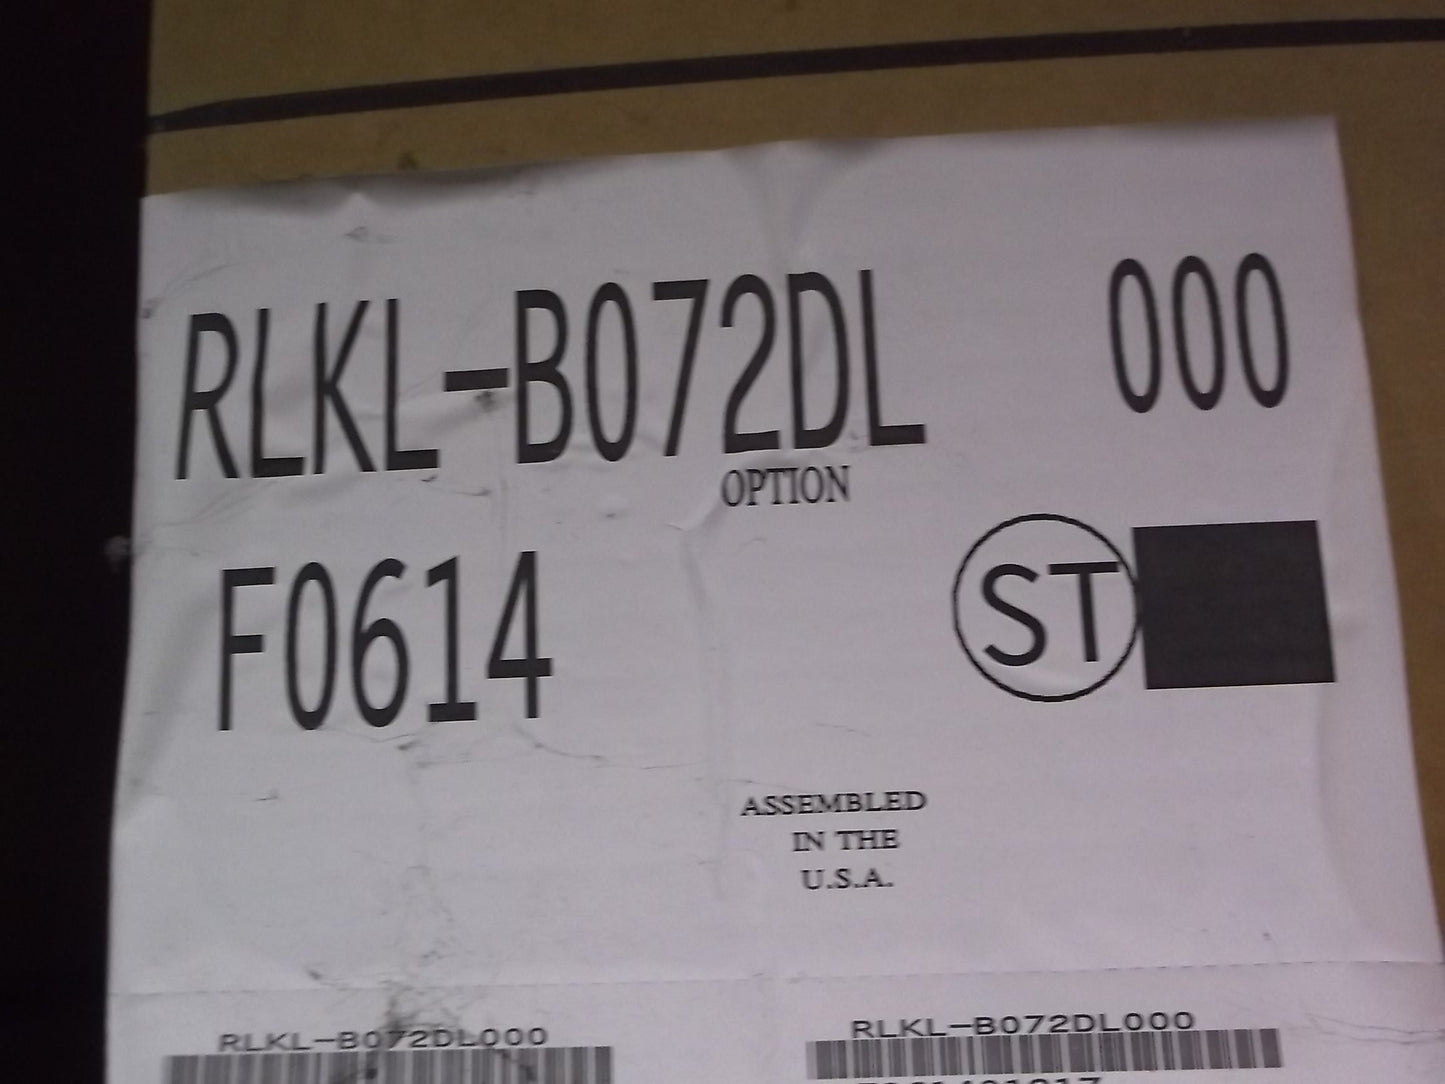 RLKL-B072DL 000
OPTION
F0614
ST
ASSEMBLED
IN THE
U.S.A.
RLKL-B072DL000
RLKL-B072DL000